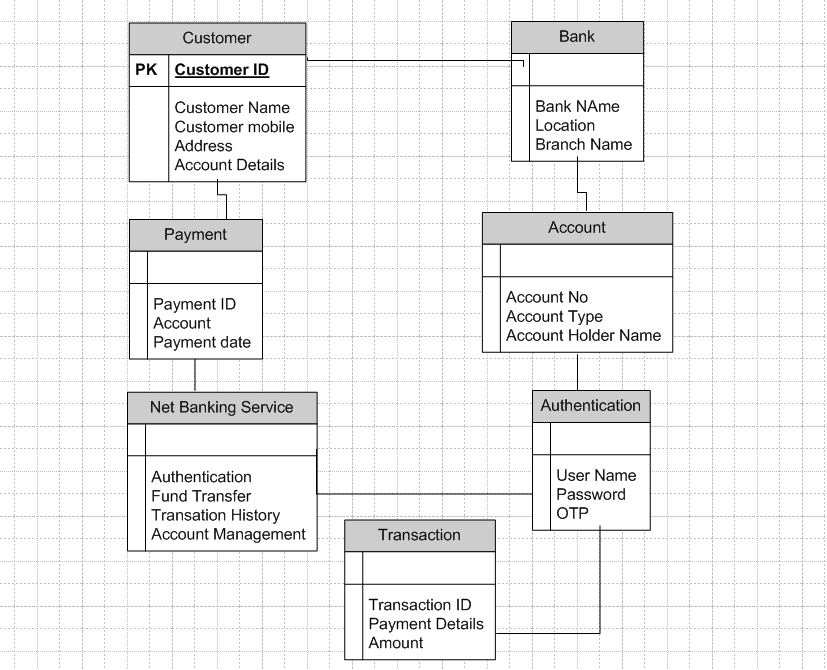 Customer
PK Customer ID
Customer Name
Customer mobile
Address
Account Details
Bank
Bank NAme
Location
Branch Name
Payment
Payment ID
Account
Payment date
Account
Account No
Account Type
Account Holder Name
Net Banking Service
Authentication
Fund Transfer
Transation History
Account Management
Authentication
User Name
Password
OTP
Transaction
Transaction ID
Payment Details
Amount